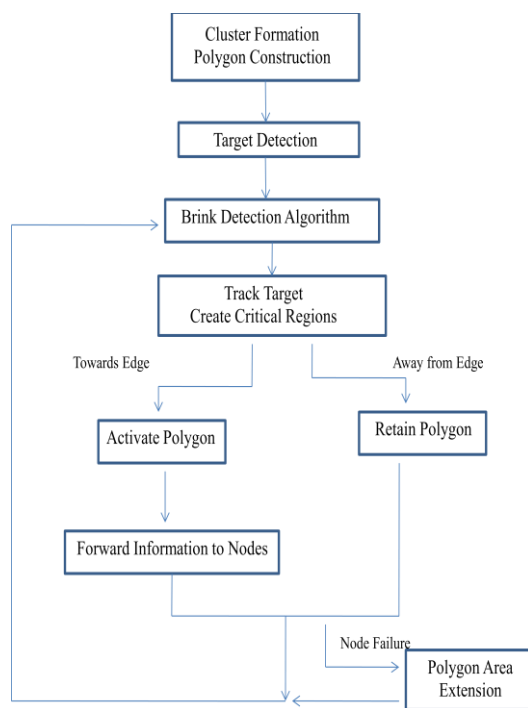 Cluster Formation
Polygon Construction
Target Detection
Brink Detection Algorithm
Track Target
Create Critical Regions
Towards Edge
Away from Edge
Activate Polygon
Retain Polygon
Forward Information to Nodes
Node Failure
Polygon Area
Extension